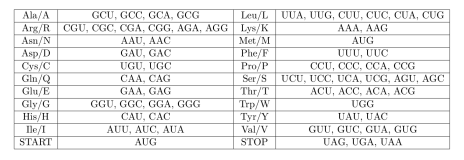 Ala/A GCU, GCC, GCA, GCG Leu/L UUA, UUG, CUU, CUC, CUA, CUG
Arg/R CGU, CGC, CGA, CGG, AGA, AGG Lys/K AAA, AAG
Asn/N AAU, AAC Met/M AUG
Asp/D GAU, GAC Phe/F UUU, UUC
Cys/C UGU, UGC Pro/P CCU, CCC, CCA, CCG
Gln/Q CAA, CAG Ser/S UCU, UCC, UCA, UCG, AGU, AGC
Glu/E GAA, GAG Thr/T ACU, ACC, ACA, ACG
Gly/G GGU, GGC, GGA, GGG Trp/W UGG
His/H CAU, CAC Tyr/Y UAU, UAC
Ile/I AUU, AUC, AUA Val/V GUU, GUC, GUA, GUG
START AUG STOP UAG, UGA, UAA